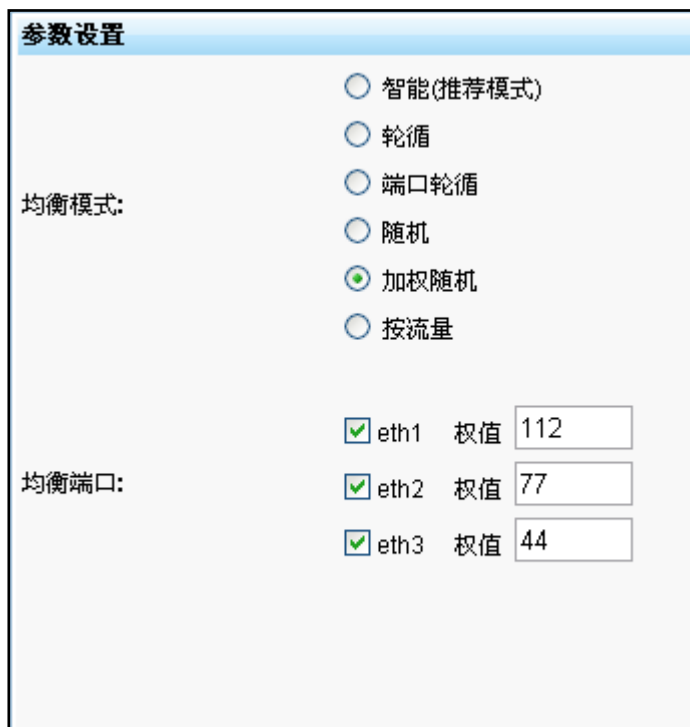 参数设置
智能(推荐模式)
轮循
端口轮循
均衡模式:
随机
加权随机
按流量
eth1 权值 112
均衡端口: eth2 权值 77
eth3 权值 44